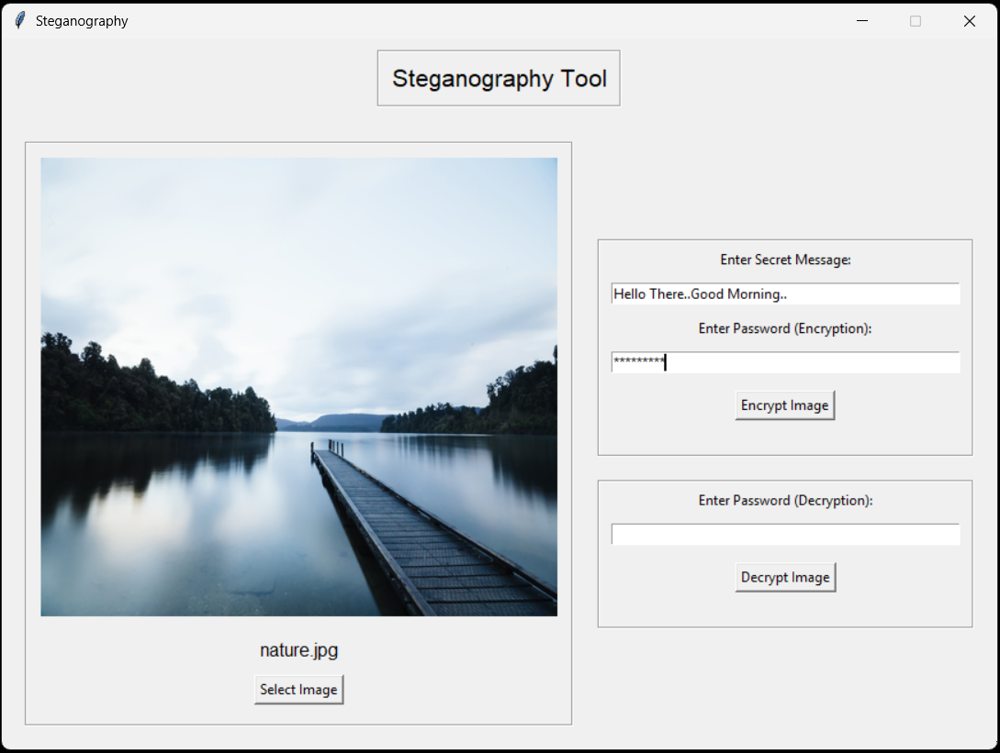 Steganography
Steganography Tool
nature.jpg
Select Image
Enter Secret Message:
Hello There..Good Morning..
Enter Password (Encryption):
*********
Encrypt Image
Enter Password (Decryption):
Decrypt Image